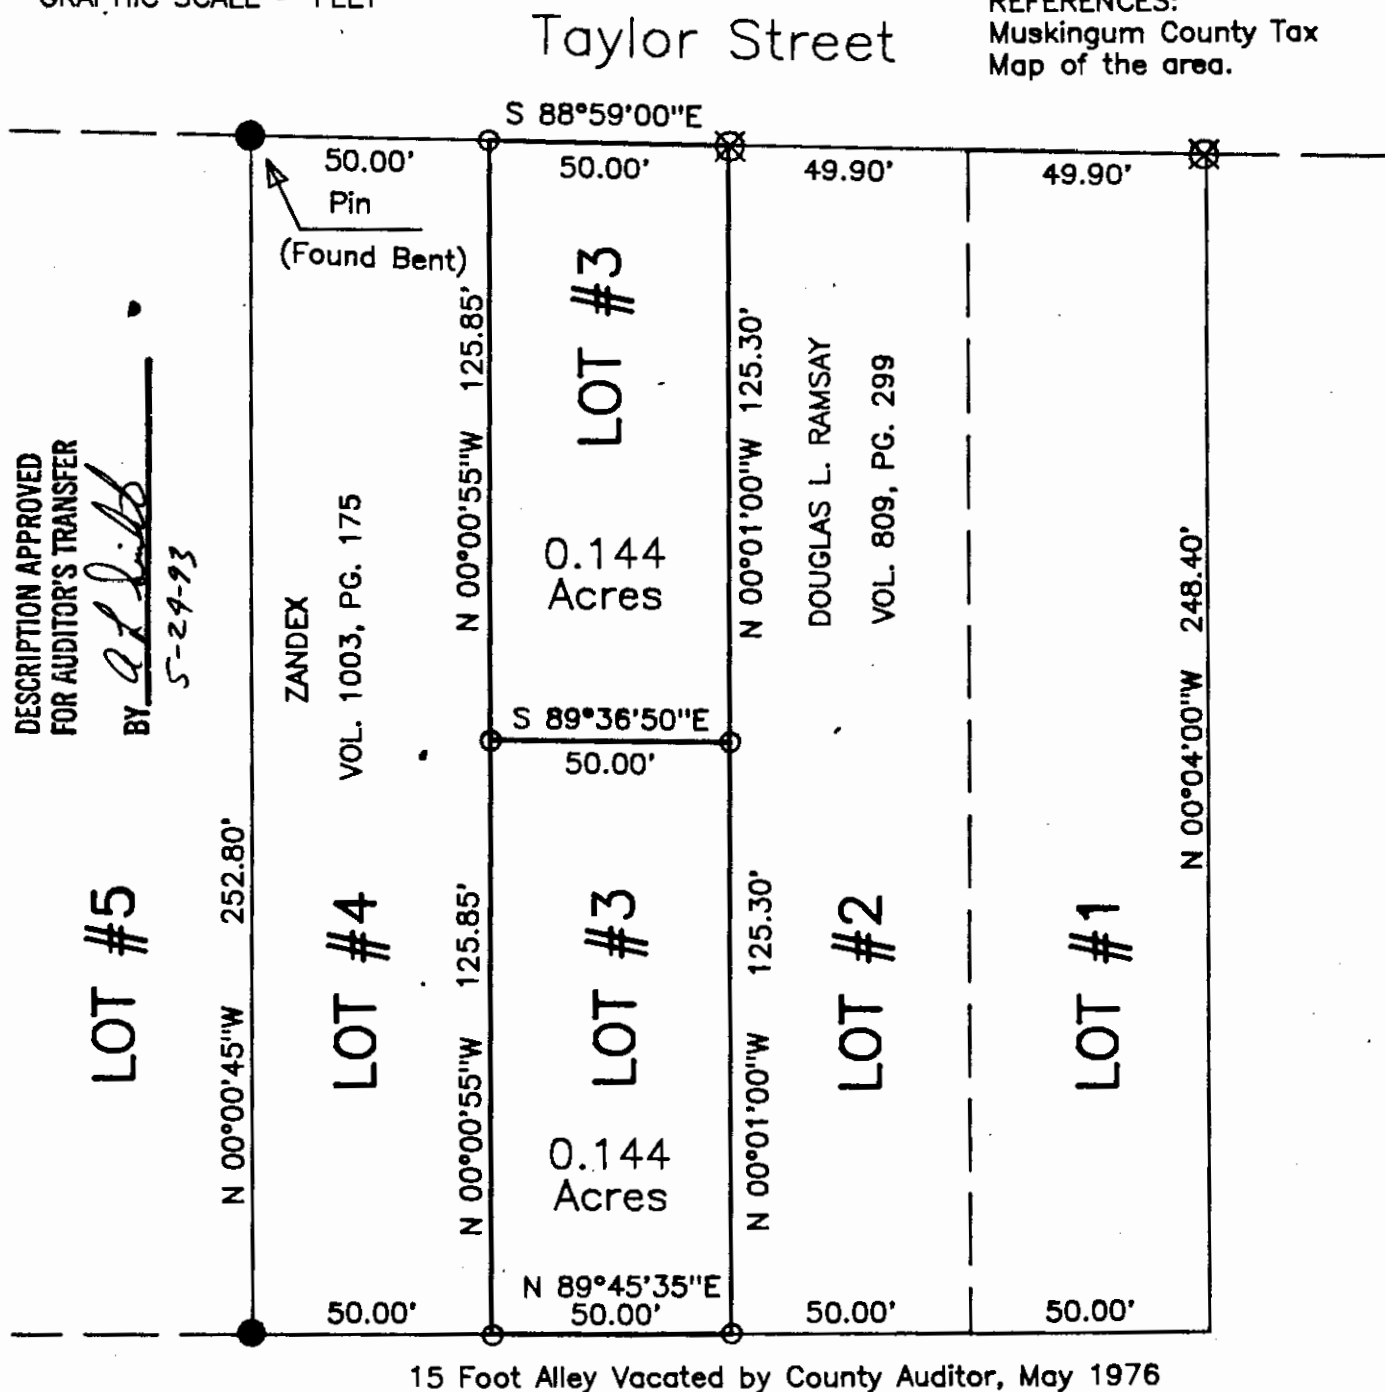 GRAPHIC SCALE - FEET
Taylor Street
REFERENCES:
Muskingum County Tax
Map of the area.
S 88°59'00"E
50.00'
50.00'
49.90'
49.90'
Pin
(Found Bent)
DESCRIPTION APPROVED
FOR AUDITOR'S TRANSFER
BY
5-24-93
LOT #5
N 00°00'45"W 252.80'
ZANDEX
VOL. 1003, PG. 175
LOT #4
N 00°00'55"W 125.85'
LOT #3
0.144
Acres
N 00°01'00"W 125.30'
DOUGLAS L. RAMSAY
VOL. 809, PG. 299
S 89°36'50"E
50.00'
N 00°00'55"W 125.85'
LOT #3
0.144
Acres
N 00°01'00"W 125.30'
LOT #2
LOT #1
N 00°04'00"W 248.40'
N 89°45'35"E
50.00'
50.00'
50.00'
50.00'
15 Foot Alley Vacated by County Auditor, May 1976